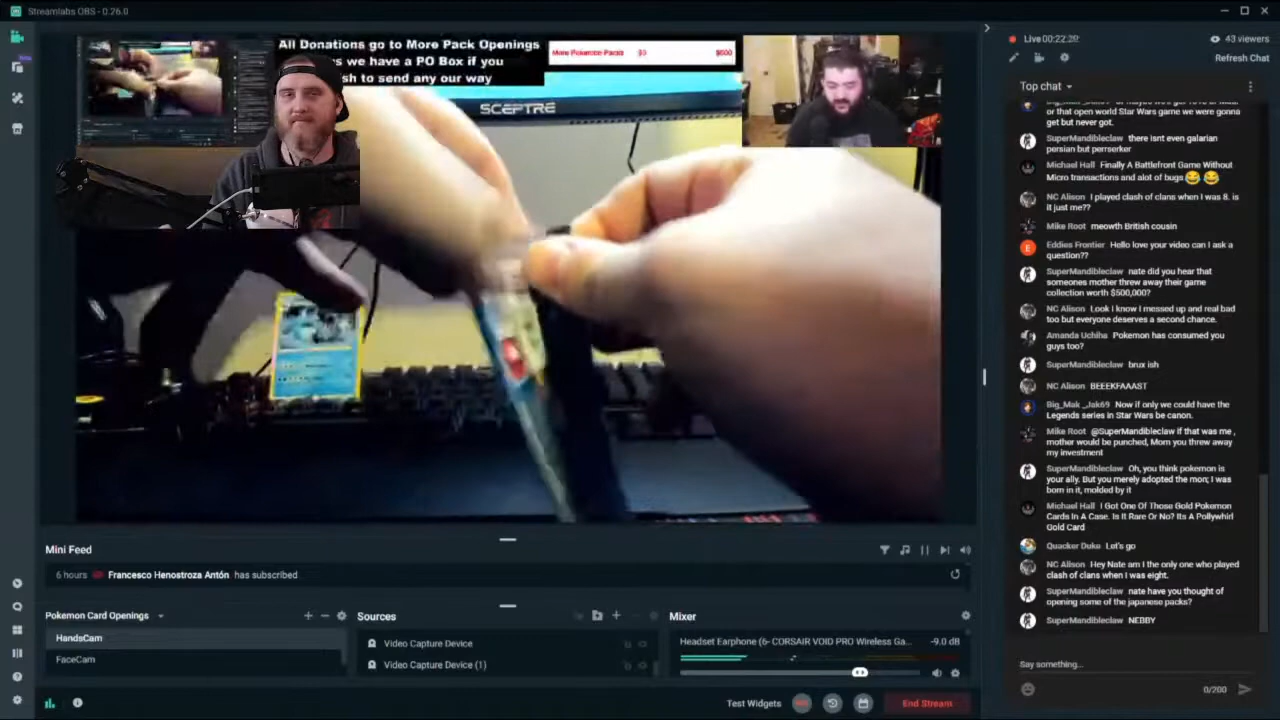 Streamlabs OBS - 0.26.0
All Donations go to More Pack Openings
s we have a PO Box if you
sh to send any our way
More Pokemon Packs $0 $600
SCEPTRE
Live 00:22:39
43 viewers
Refresh Chat
Top chat
or that open world Star Wars game we were gonna
get but never got.
SuperMandibleclaw there isnt even galarian
persian but perrserker
Michael Hall Finally A Battlefront Game Without
Micro transactions and alot of bugs😂 😂
NC Alison I played clash of clans when I was 8. is
it just me??
Mike Root meowth British cousin
Eddies Frontier Hello love your video can I ask a
question??
SuperMandibleclaw nate did you hear that
someones mother threw away their game
collection worth $500,000?
NC Alison Look I know I messed up and real bad
too but everyone deserves a second chance.
Amanda Uchiha Pokemon has consumed you
guys too?
SuperMandibleclaw brux ish
NC Alison BEEEKFAAAST
Big_Mak_Jak69 Now if only we could have the
Legends series in Star Wars be canon.
Mike Root @SuperMandibleclaw if that was me ,
mother would be punched, Mom you threw away
my investment
SuperMandibleclaw Oh, you think pokemon is
your ally. But you merely adopted the mon; I was
born in it, molded by it
Michael Hall I Got One Of Those Gold Pokemon
Cards In A Case. Is It Rare Or No? Its A Pollywhirl
Gold Card
Quacker Duke Let's go
NC Alison Hey Nate am I the only one who played
clash of clans when I was eight.
SuperMandibleclaw nate have you thought of
opening some of the japanese packs?
SuperMandibleclaw NEBBY
Say something...
0/200
Mini Feed
6 hours Francesco Henostroza Antón has subscribed
Pokemon Card Openings
HandsCam
FaceCam
Sources
Video Capture Device
Video Capture Device (1)
Mixer
Headset Earphone (6- CORSAIR VOID PRO Wireless Ga... -9.0 dB
Test Widgets
End Stream